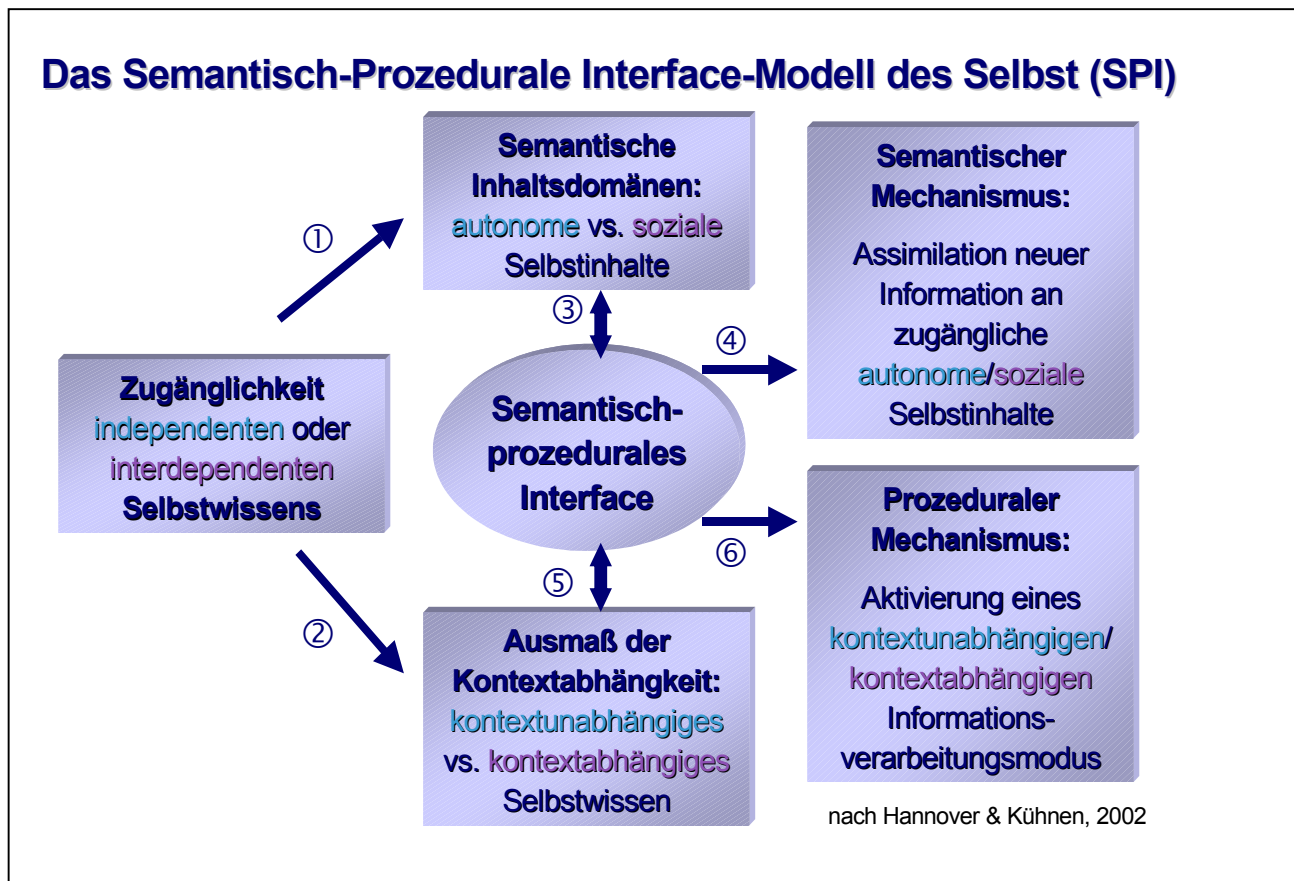 Das Semantisch-Prozedurale Interface-Modell des Selbst (SPI)
Zugänglichkeit
independenten oder
interdependenten
Selbstwissens
①
②
Semantische
Inhaltsdomänen:
autonome vs. soziale
Selbstinhalte
③
Semantisch-
prozedurales
Interface
⑤
Ausmaß der
Kontextabhängkeit:
kontextunabhängiges
vs. kontextabhängiges
Selbstwissen
④
Semantischer
Mechanismus:
Assimilation neuer
Information an
zugängliche
autonome/soziale
Selbstinhalte
⑥
Prozeduraler
Mechanismus:
Aktivierung eines
kontextunabhängigen/
kontextabhängigen
Informations-
verarbeitungsmodus
nach Hannover & Kühnen, 2002